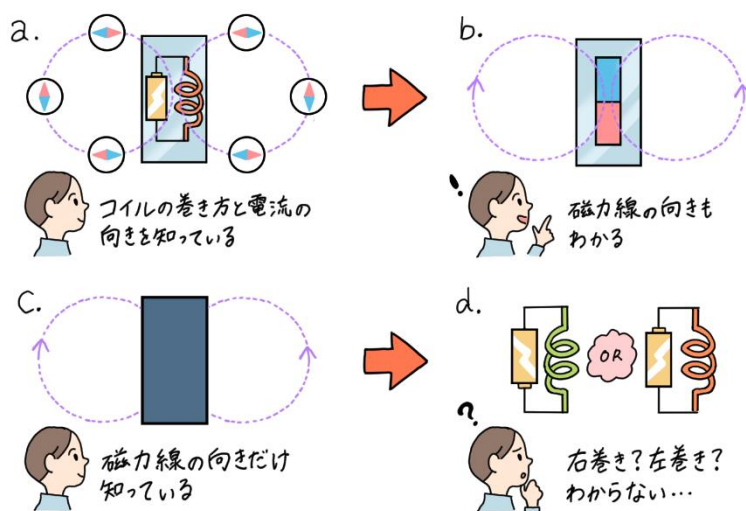 a.
コイルの巻き方と電流の
向きを知っている
b.
!
磁力線の向きも
わかる
c.
磁力線の向きだけ
知っている
d.
OR
?
右巻き?左巻き?
わからない…